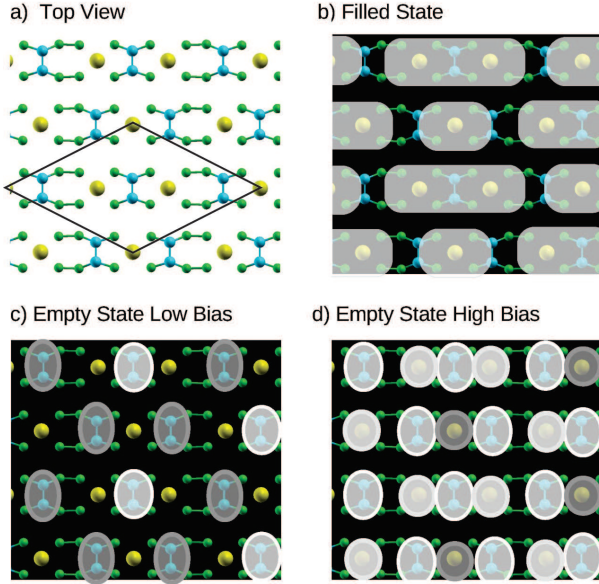 a) Top View
b) Filled State
c) Empty State Low Bias
d) Empty State High Bias